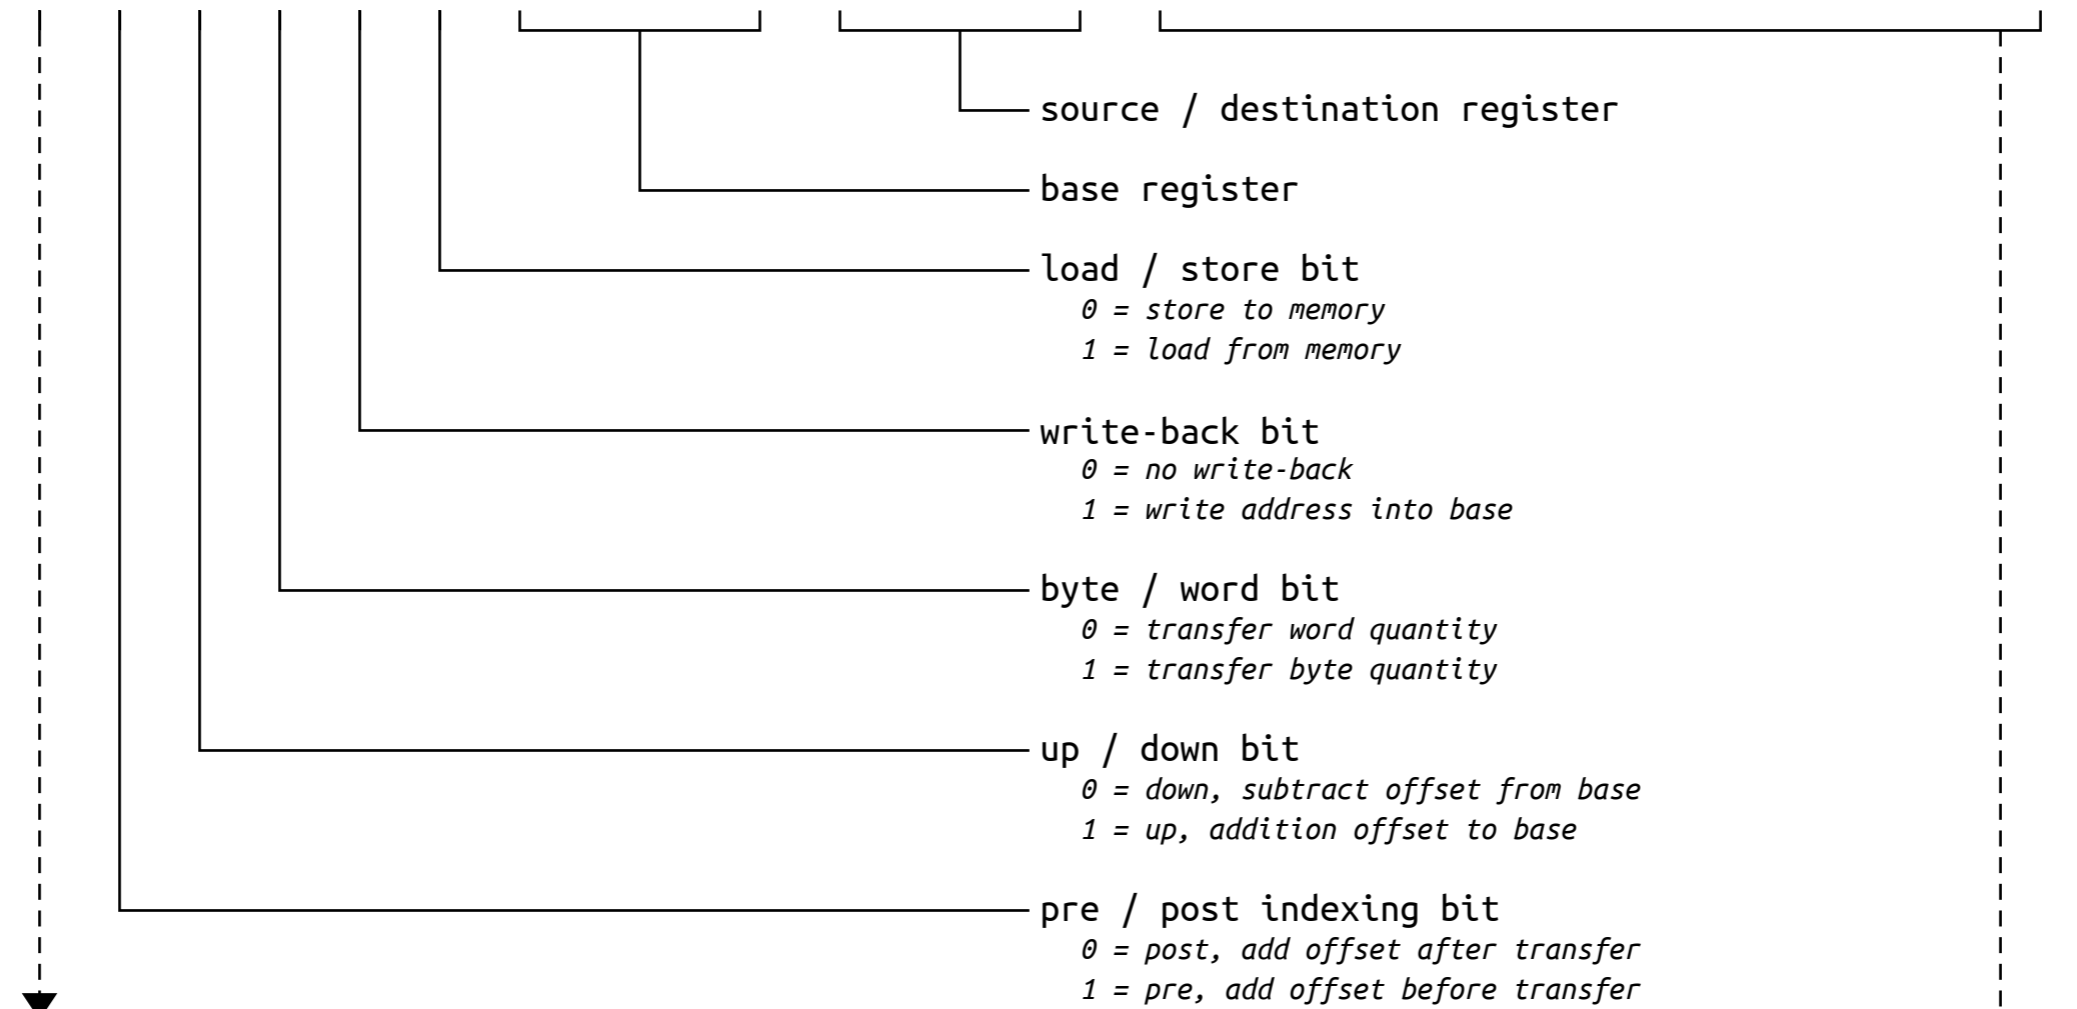 source / destination register
base register
load / store bit
0 = store to memory
1 = load from memory
write-back bit
0 = no write-back
1 = write address into base
byte / word bit
0 = transfer word quantity
1 = transfer byte quantity
up / down bit
0 = down, subtract offset from base
1 = up, addition offset to base
pre / post indexing bit
0 = post, add offset after transfer
1 = pre, add offset before transfer